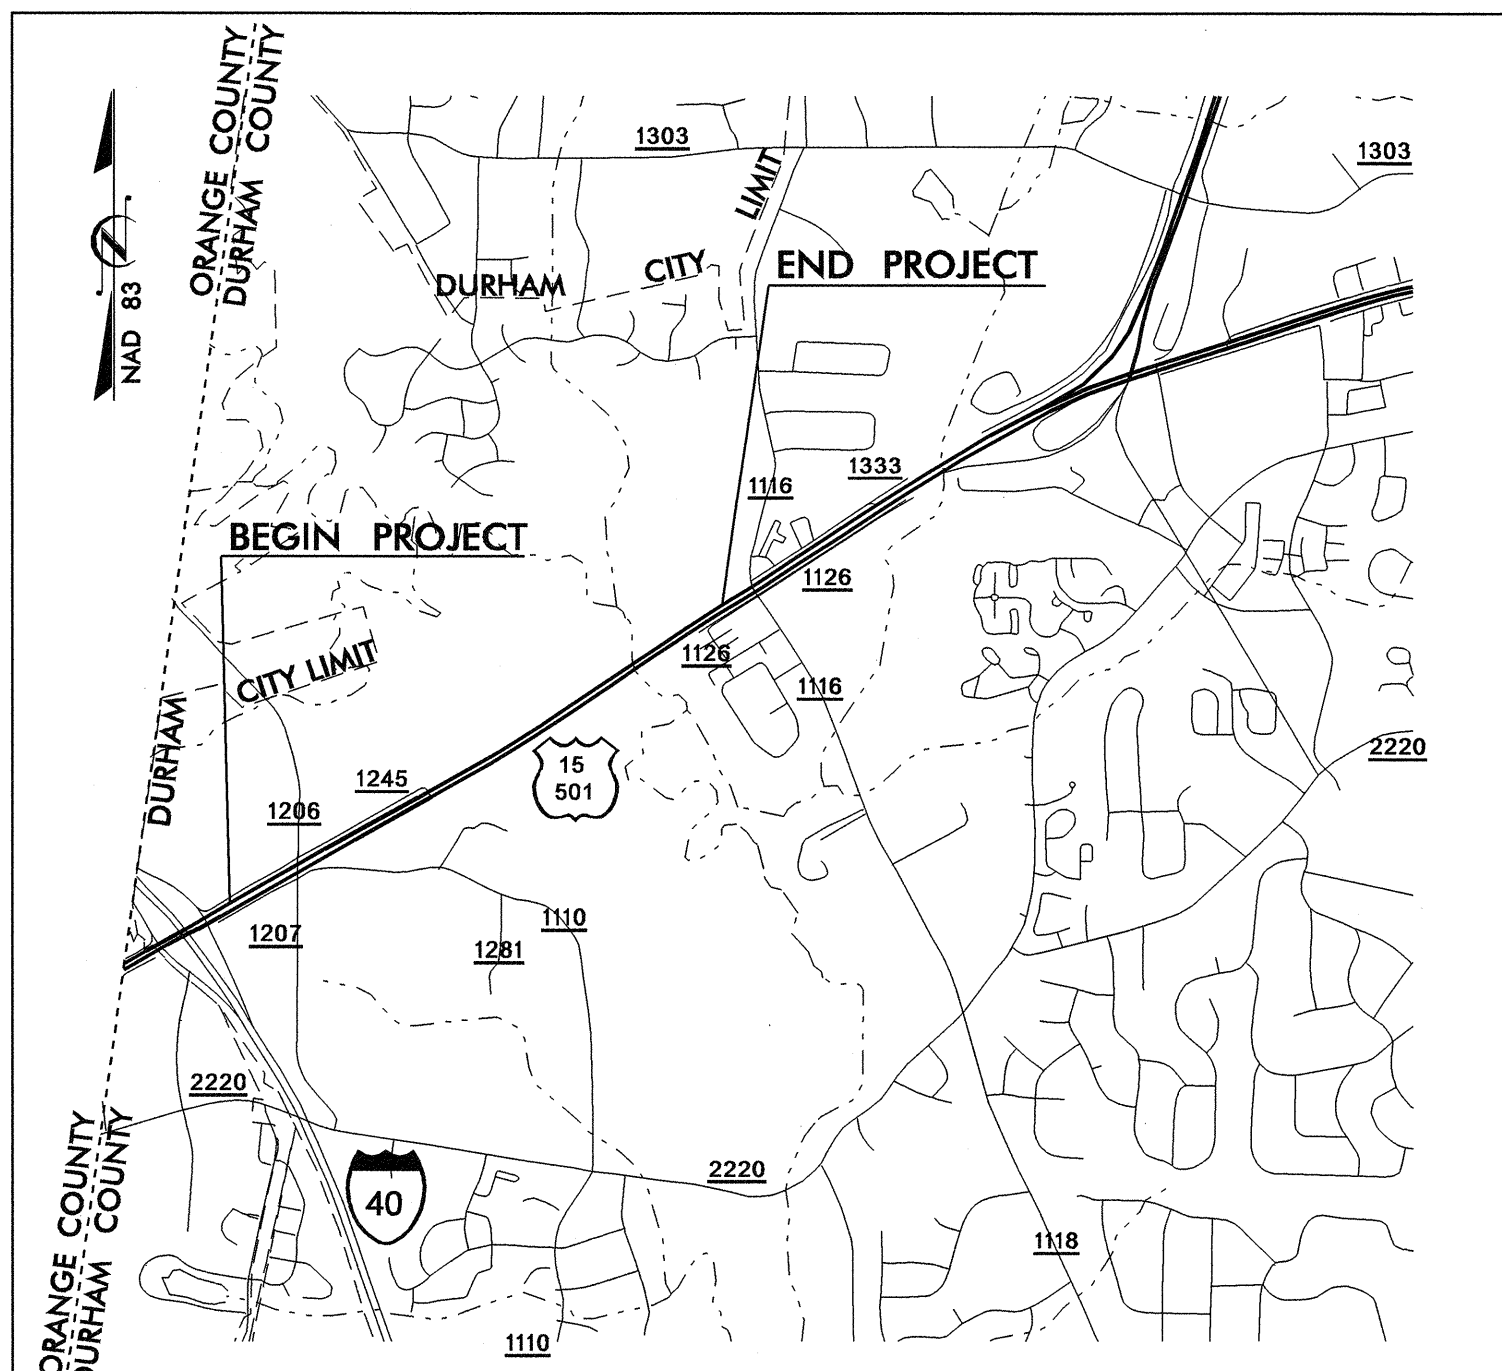 ORANGE COUNTY
DURHAM COUNTY
NAD 83
1303
1303
LIMIT
CITY
DURHAM
END PROJECT
1333
1116
BEGIN PROJECT
1126
1126
CITY LIMIT
DURHAM
1116
15
501
2220
1245
1206
1207
1110
1281
2220
ORANGE COUNTY
DURHAM COUNTY
40
2220
1118
1110